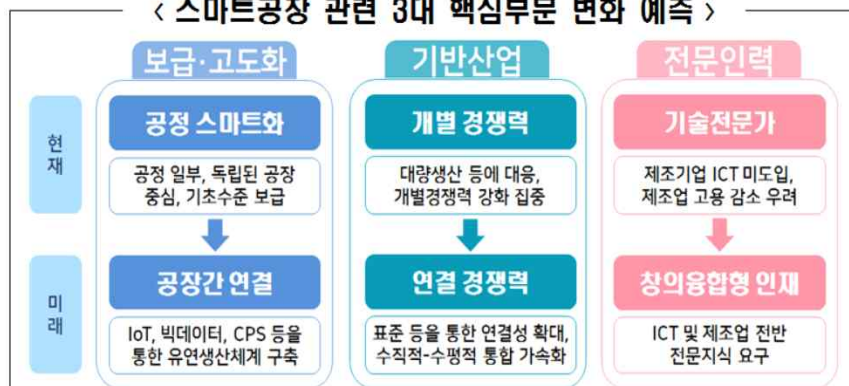 < 스마트공장 관련 3대 핵심부문 변화 예측 >
보급·고도화
기반산업
전문인력
현재
공정 스마트화
개별 경쟁력
기술전문가
공정 일부, 독립된 공장
중심, 기초수준 보급
대량생산 등에 대응,
개별경쟁력 강화 집중
제조기업 ICT 미도입,
제조업 고용 감소 우려
미래
공장간 연결
연결 경쟁력
창의융합형 인재
IoT, 빅데이터, CPS 등을
통한 유연생산체계 구축
표준 등을 통한 연결성 확대,
수직적-수평적 통합 가속화
ICT 및 제조업 전반
전문지식 요구